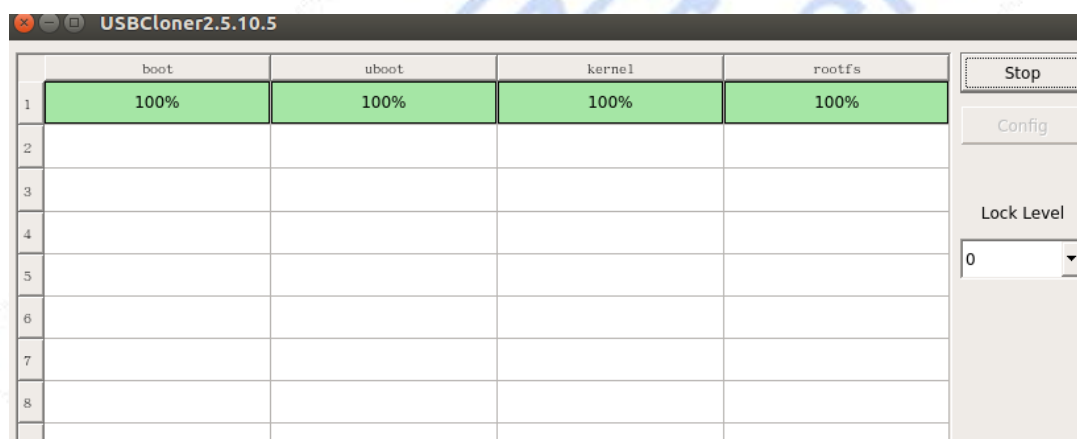 USBCloner2.5.10.5
boot uboot kernel rootfs
Stop
1 100% 100% 100% 100%
Config
2
3
Lock Level
4
0
5
6
7
8